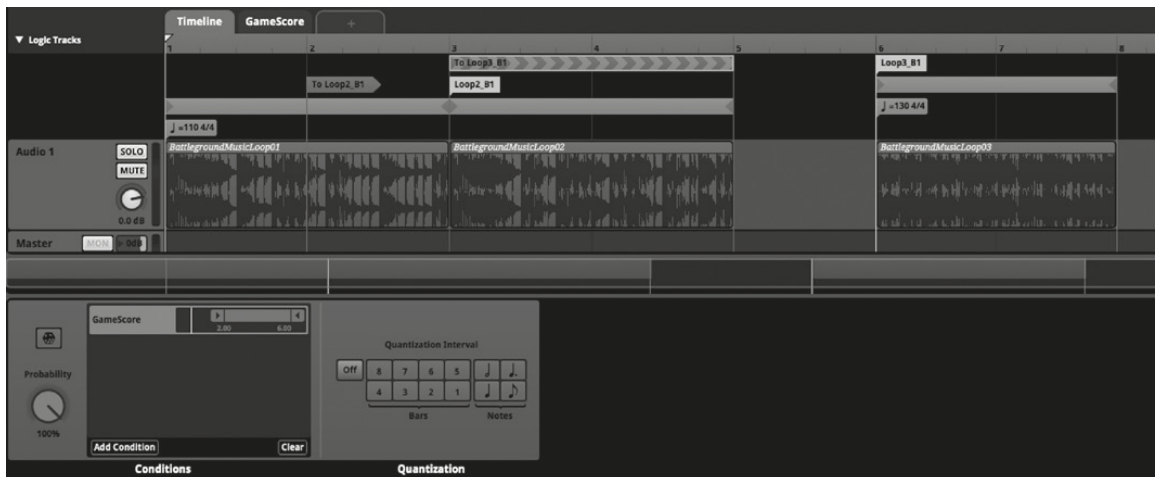 Timeline GameScore +
Logic Tracks
1 2 3 4 5 6 7 8
To Loop3_B1 Loop3_B1
To Loop2_B1 Loop2_B1
♩=130 4/4
♩=110 4/4
Audio 1 SOLO BattlegroundMusicLoop01 BattlegroundMusicLoop02 BattlegroundMusicLoop03
MUTE
0.0 dB
Master MON 0dB
GameScore
2.00 6.00
Quantization Interval
Probability Off 8 7 6 5
4 3 2 1
Bars Notes
100%
Add Condition Clear
Conditions Quantization